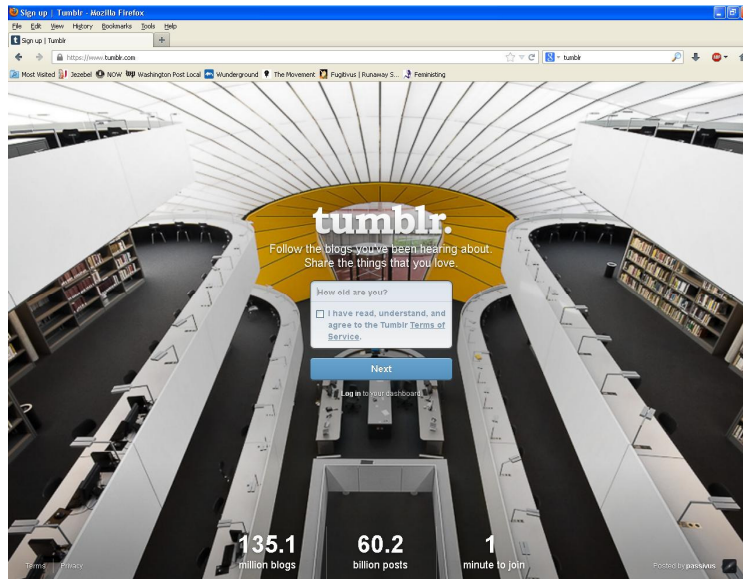 Sign up | Tumblr - Mozilla Firefox
File Edit View History Bookmarks Tools Help
Sign up | Tumblr
https://www.tumblr.com
tumblr
Most Visited Jezebel NOW Washington Post Local Wunderground The Movement Fugitivus | Runaway S... Feministing
tumblr.
Follow the blogs you've been hearing about.
Share the things that you love.
How old are you?
I have read, understand, and
agree to the Tumblr Terms of
Service.
Next
Log in to your dashboard
135.1 60.2 1
million blogs billion posts minute to join
Terms Privacy Posted by passivus